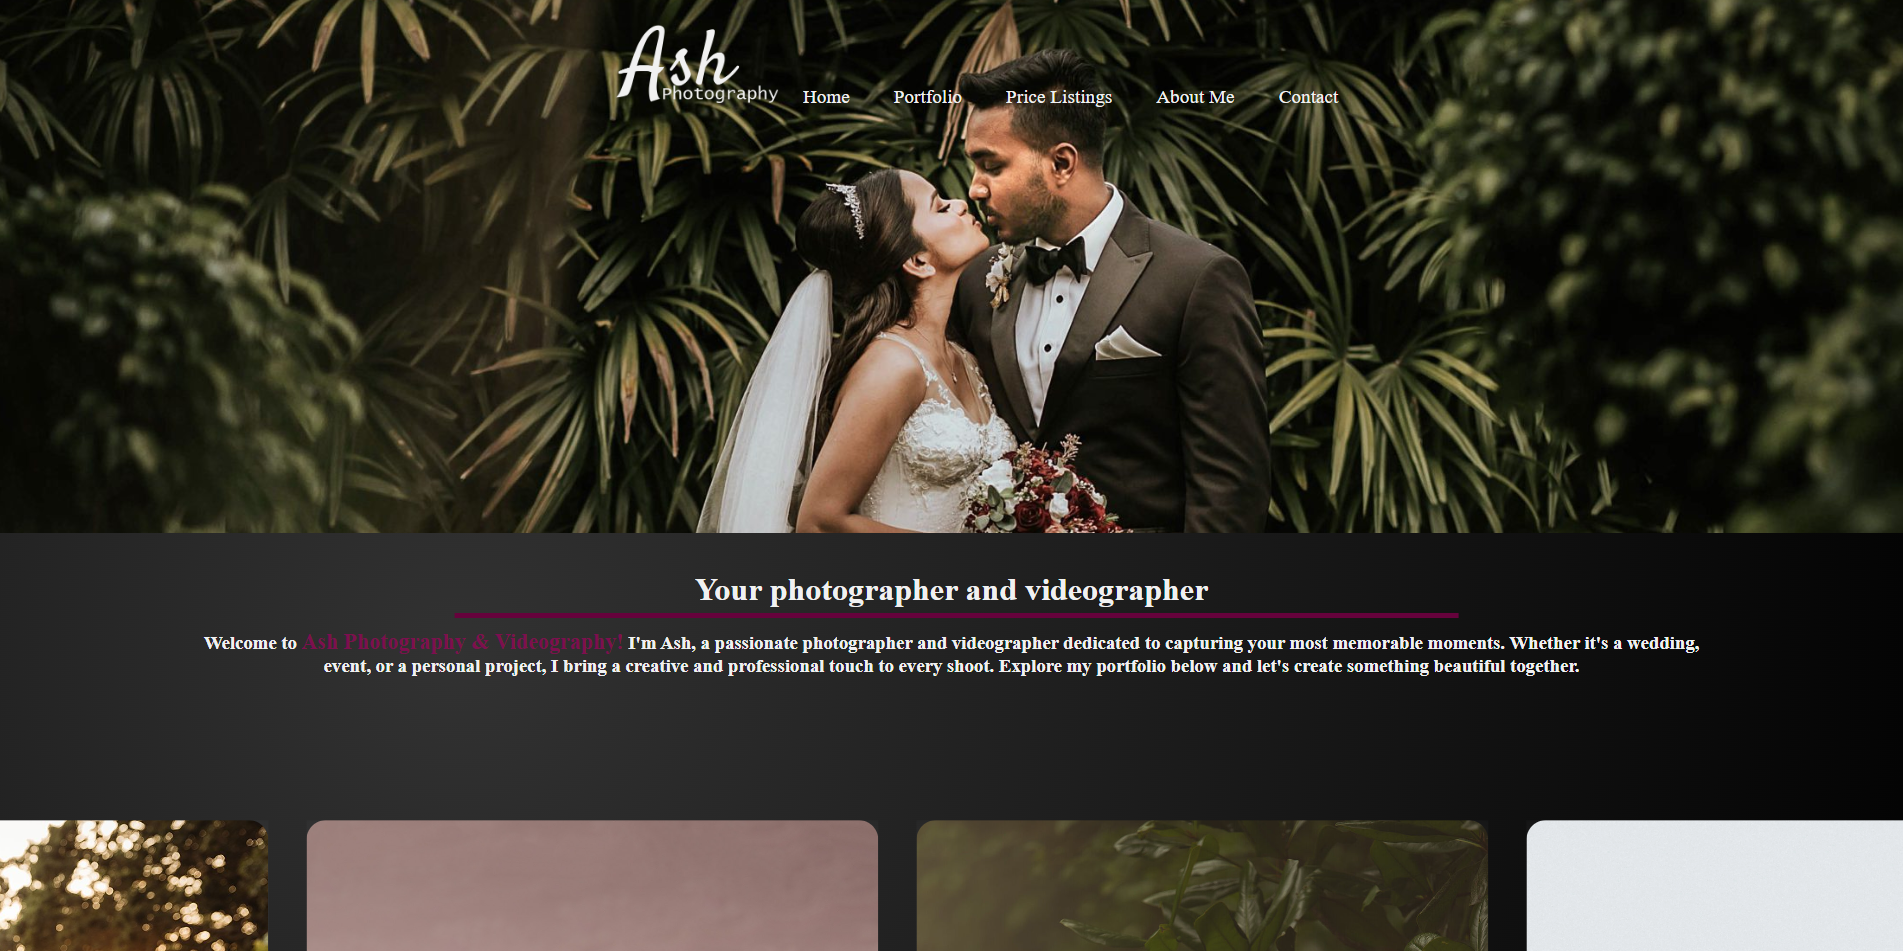 Ash
Photography
Home Portfolio Price Listings About Me Contact
Your photographer and videographer
Welcome to Ash Photography & Videography! I'm Ash, a passionate photographer and videographer dedicated to capturing your most memorable moments. Whether it's a wedding,
event, or a personal project, I bring a creative and professional touch to every shoot. Explore my portfolio below and let's create something beautiful together.